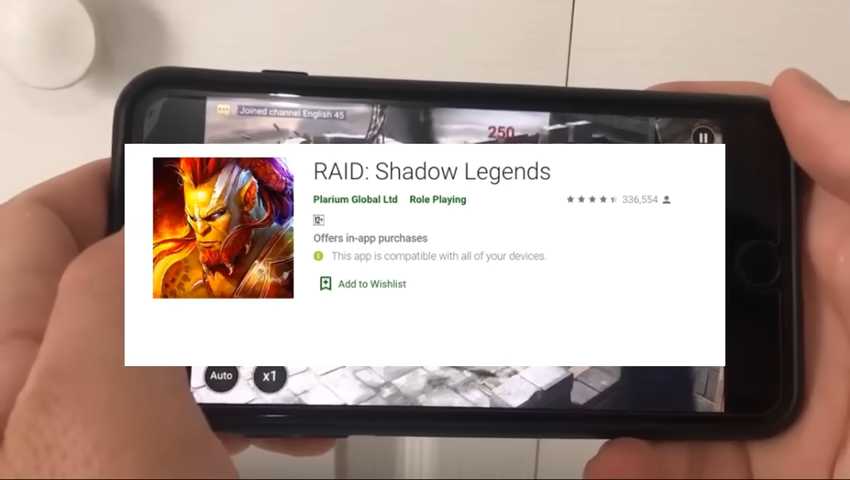 Joined channel English 45
250
RAID: Shadow Legends
Plarium Global Ltd Role Playing 336,554
12+
Offers in-app purchases
This app is compatible with all of your devices.
Add to Wishlist
Auto x1